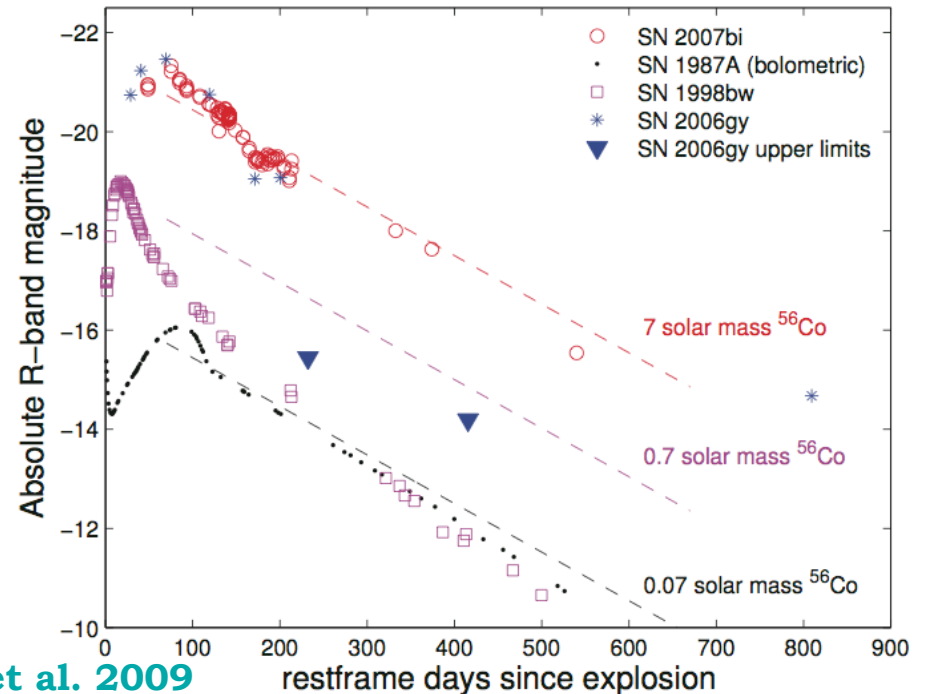 −22
−20
−18
−16
−14
−12
−10
Absolute R−band magnitude
SN 2007bi
SN 1987A (bolometric)
SN 1998bw
SN 2006gy
SN 2006gy upper limits
7 solar mass ⁵⁶Co
0.7 solar mass ⁵⁶Co
0.07 solar mass ⁵⁶Co
0 100 200 300 400 500 600 700 800 900
restframe days since explosion
et al. 2009